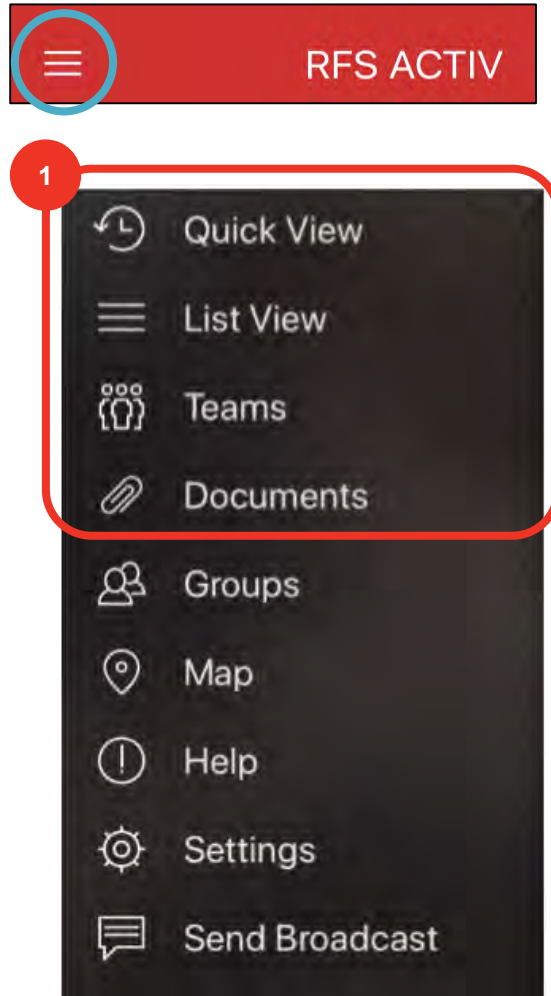 RFS ACTIV
1
Quick View
List View
Teams
Documents
Groups
Map
Help
Settings
Send Broadcast